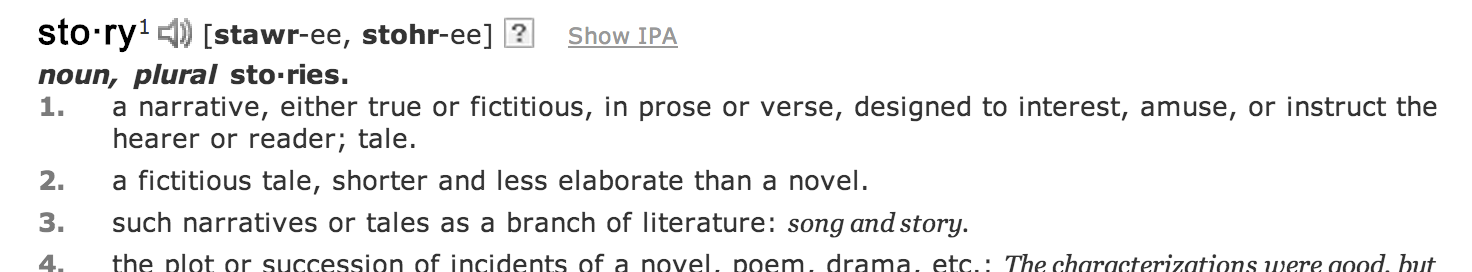 sto·ry1 [stawr-ee, stohr-ee] ? Show IPA
noun, plural sto·ries.
1. a narrative, either true or fictitious, in prose or verse, designed to interest, amuse, or instruct the
hearer or reader; tale.
2. a fictitious tale, shorter and less elaborate than a novel.
3. such narratives or tales as a branch of literature: song and story.
4. the plot or succession of incidents of a novel, poem, drama, etc.: The characterizations were good, but